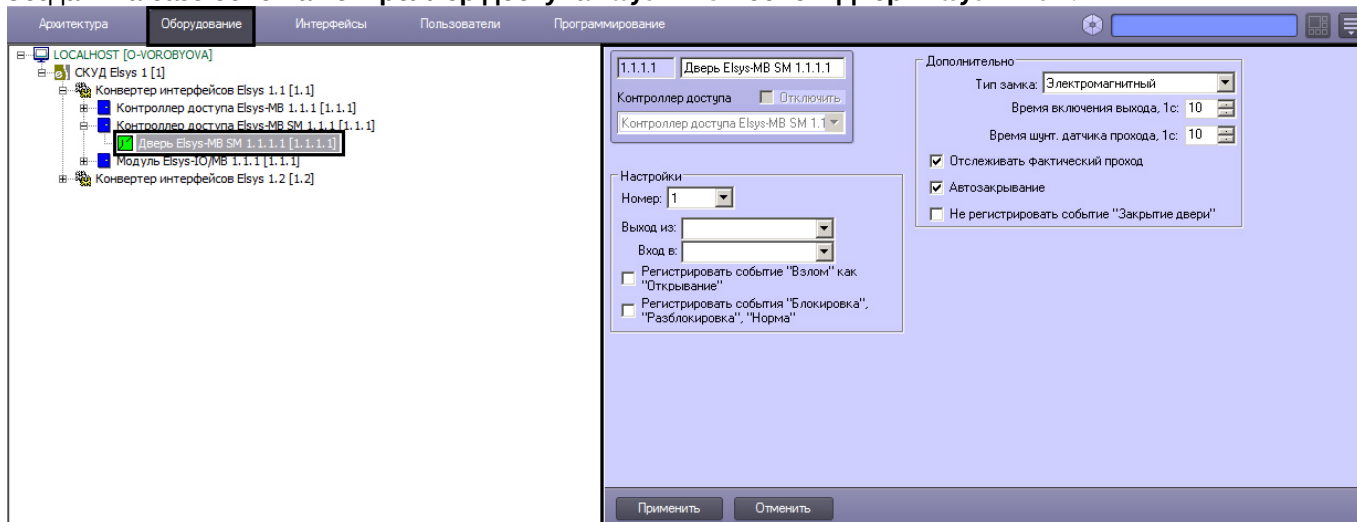 Архитектура Оборудование Интерфейсы Пользователи Программирование
LOCALHOST [O-VOROBYOVA]
СКУД Elsys 1 [1]
Конвертер интерфейсов Elsys 1.1 [1.1]
Контроллер доступа Elsys-MB 1.1.1 [1.1.1]
Контроллер доступа Elsys-MB SM 1.1.1 [1.1.1]
Дверь Elsys-MB SM 1.1.1.1 [1.1.1.1]
Модуль Elsys-IO/MB 1.1.1 [1.1.1]
Конвертер интерфейсов Elsys 1.2 [1.2]
1.1.1.1 Дверь Elsys-MB SM 1.1.1.1
Контроллер доступа Отключить
Контроллер доступа Elsys-MB SM 1.1
Настройки
Номер: 1
Выход из:
Вход в:
Регистрировать событие "Взлом" как
"Открывание"
Регистрировать события "Блокировка",
"Разблокировка", "Норма"
Дополнительно
Тип замка: Электромагнитный
Время включения выхода, 1с: 10
Время шунт. датчика прохода, 1с: 10
Отслеживать фактический проход
Автозакрывание
Не регистрировать событие "Закрытие двери"
Применить Отменить